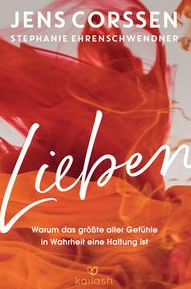 JENS CORSSEN
STEPHANIE EHRENSCHWENDNER
Lieben
Warum das größte aller Gefühle
in Wahrheit eine Haltung ist
kailash